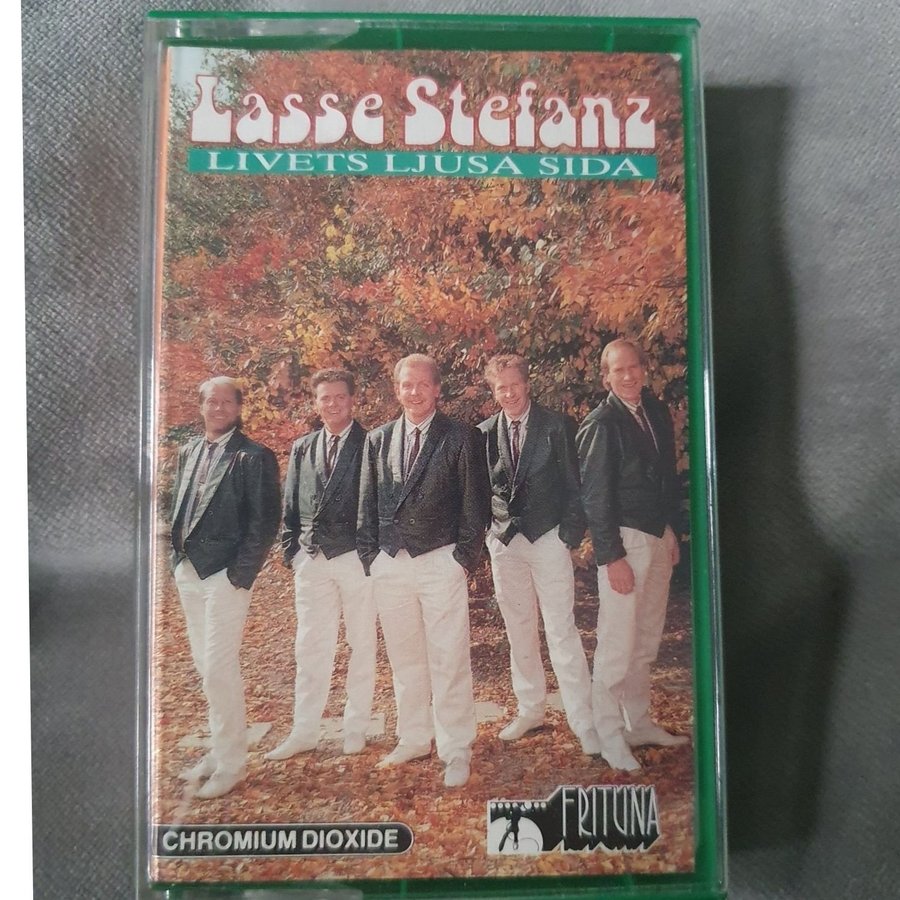 Lasse Stefanz
LIVETS LJUSA SIDA
CHROMIUM DIOXIDE
FRITUNA